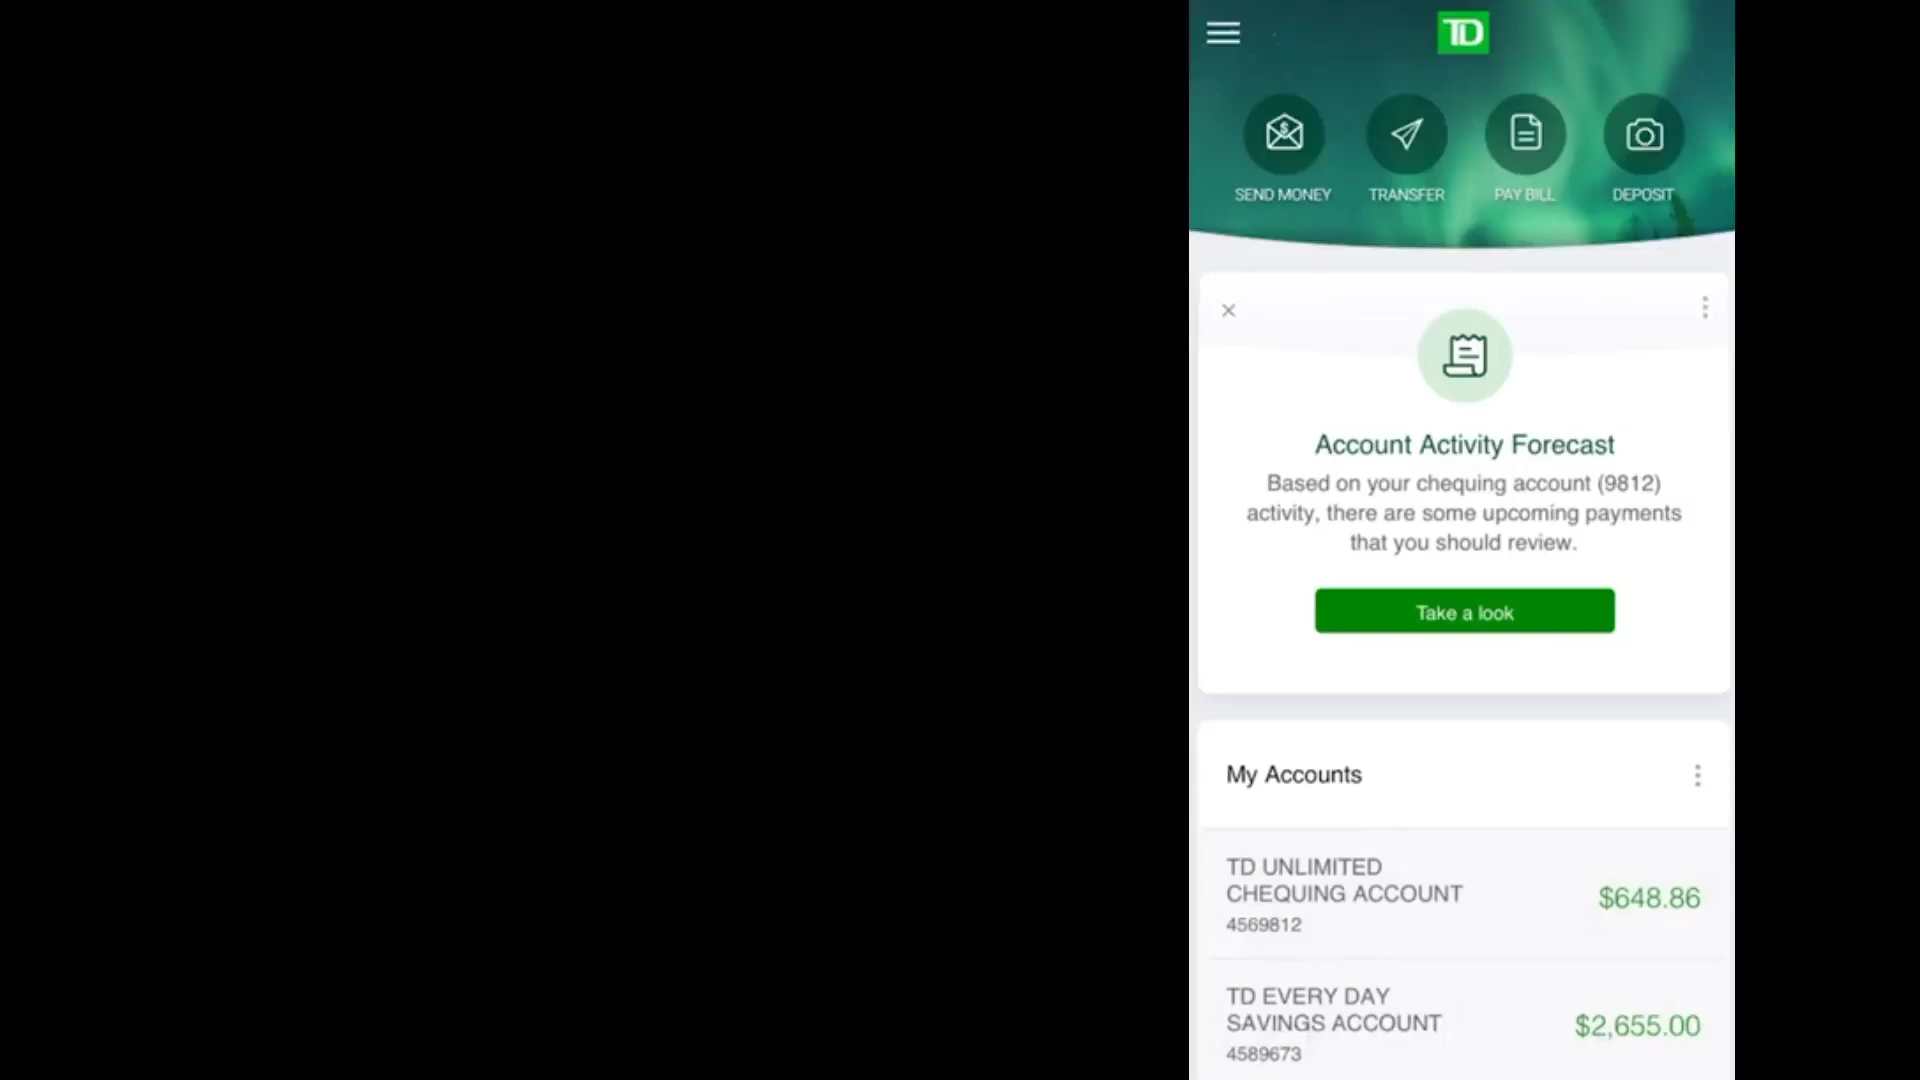 TD
SEND MONEY
TRANSFER
PAY BILL
DEPOSIT
Account Activity Forecast
Based on your chequing account (9812)
activity, there are some upcoming payments
that you should review.
Take a look
My Accounts
TD UNLIMITED
CHEQUING ACCOUNT
4569812
$648.86
TD EVERY DAY
SAVINGS ACCOUNT
4589673
$2,655.00